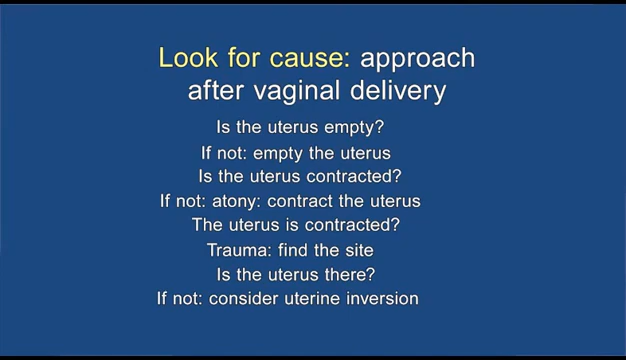 Look for cause: approach
after vaginal delivery
Is the uterus empty?
If not: empty the uterus
Is the uterus contracted?
If not: atony: contract the uterus
The uterus is contracted?
Trauma: find the site
Is the uterus there?
If not: consider uterine inversion